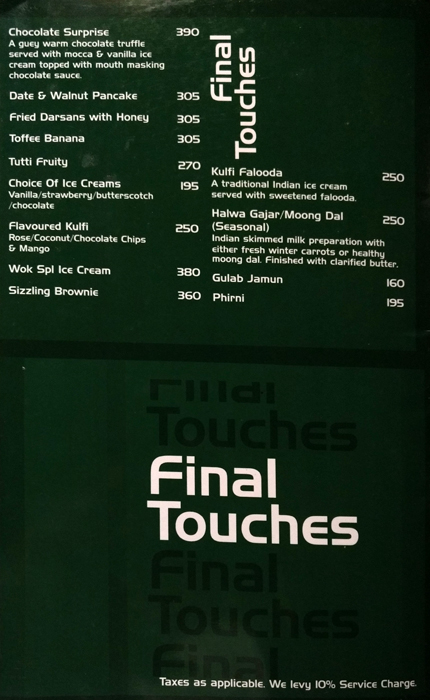 Chocolate Surprise 390
A guey warm chocolate truffle
served with mocca & vanilla ice
cream topped with mouth masking
chocolate sauce.
Date & Walnut Pancake 305
Fried Darsans with Honey 305
Toffee Banana 305
Tutti Fruity 270
Choice Of Ice Creams 195
Vanilla/strawberry/butterscotch
/chocolate
Flavoured Kulfi 250
Rose/Coconut/Chocolate Chips
& Mango
Wok Spl Ice Cream 380
Sizzling Brownie 360
Final
Touches
Kulfi Falooda 250
A traditional Indian ice cream
served with sweetened falooda.
Halwa Gajar/Moong Dal 250
(Seasonal)
Indian skimmed milk preparation with
either fresh winter carrots or healthy
moong dal. Finished with clarified butter.
Gulab Jamun 160
Phirni 195
Final
Touches
Final
Touches
Final
Touches
Final
Taxes as applicable. We levy 10% Service Charge.